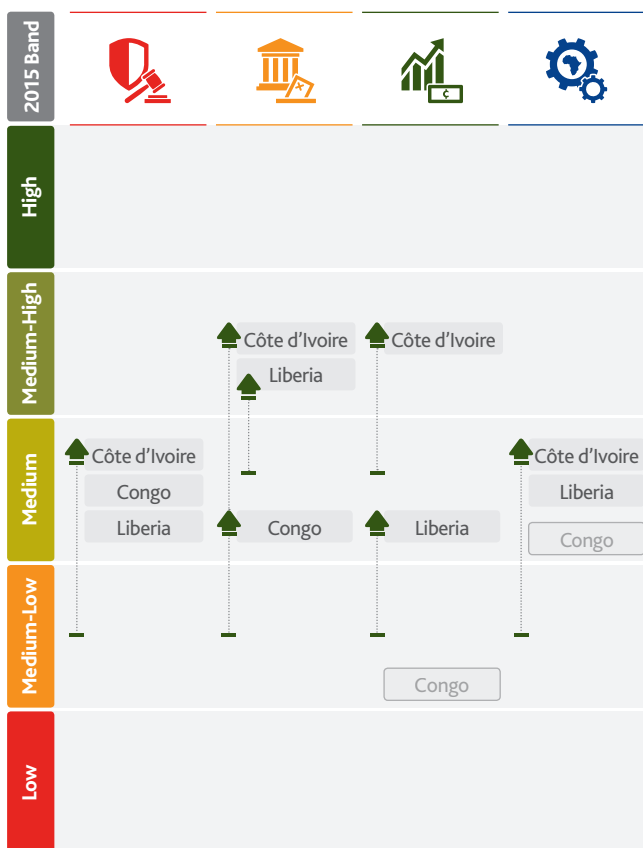 2015 Band
High
Medium-High
Côte d'Ivoire
Côte d'Ivoire
Liberia
Medium
Côte d'Ivoire
Côte d'Ivoire
Congo
Liberia
Liberia
Congo
Liberia
Congo
Medium-Low
Congo
Low
¢